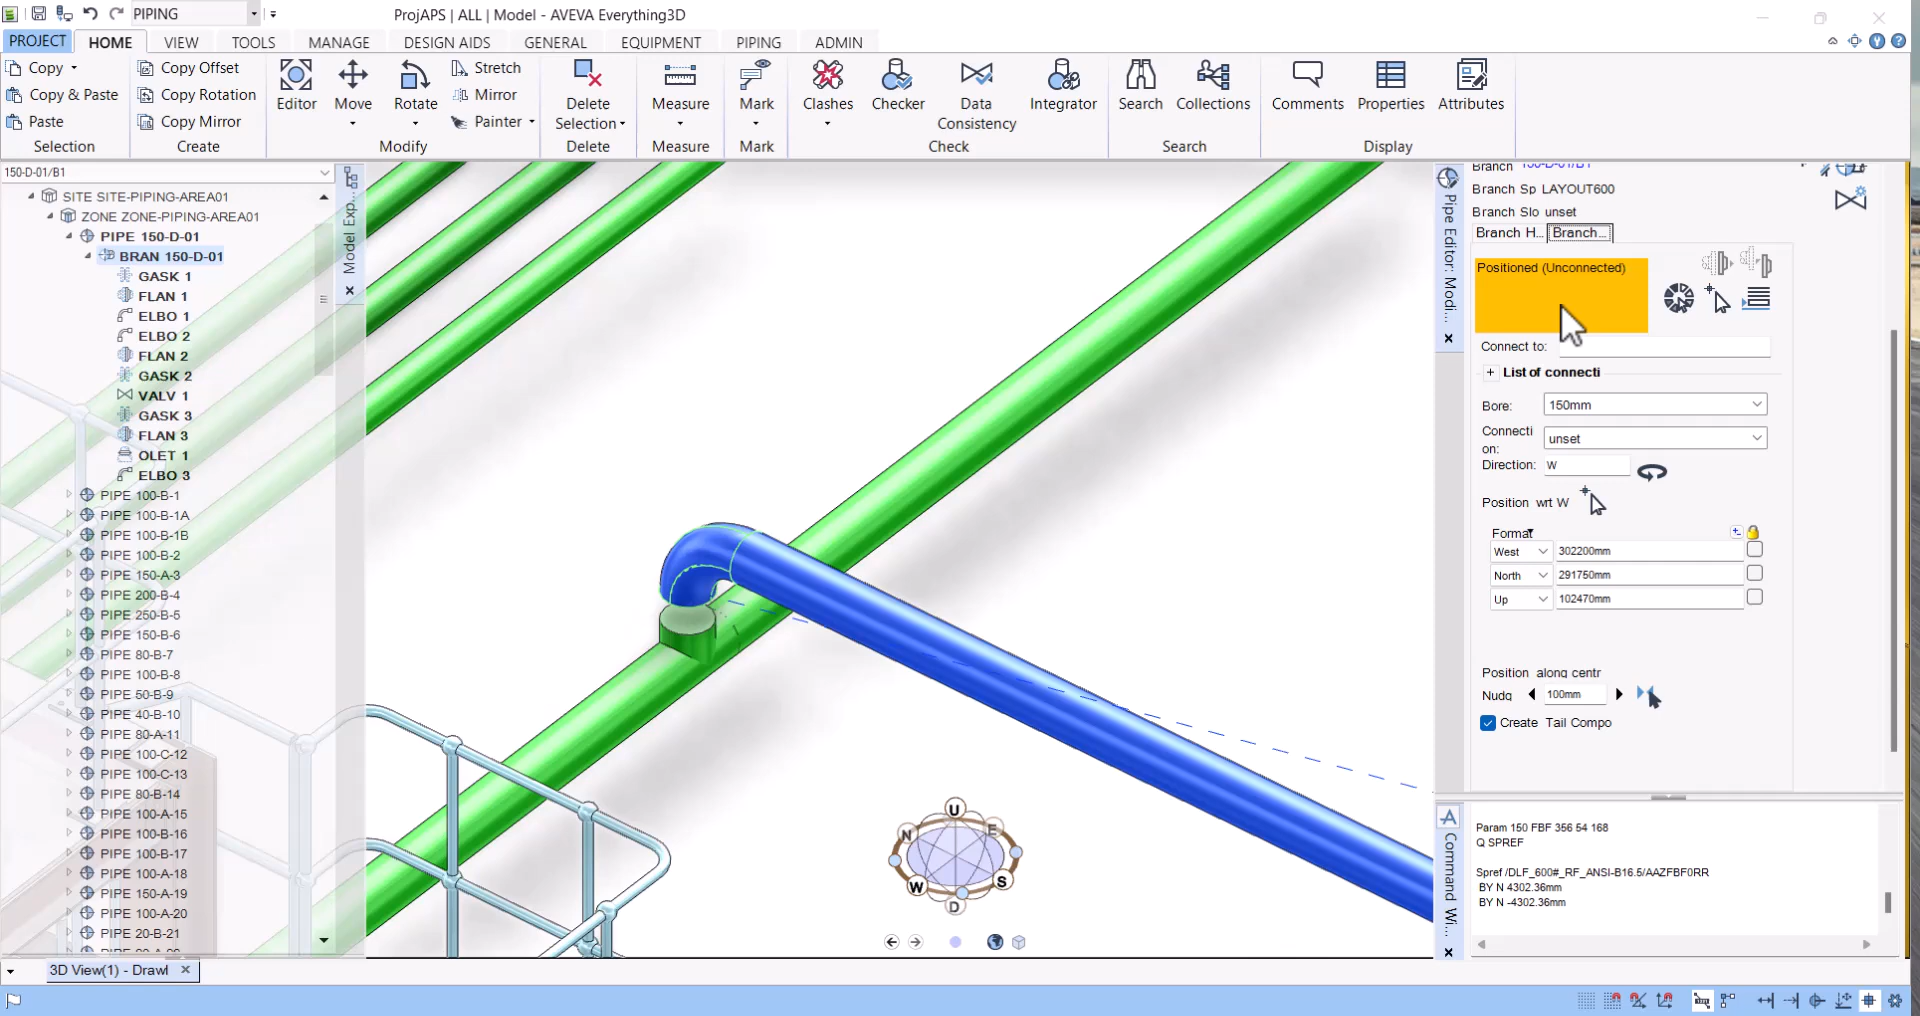 PIPING
ProjAPS | ALL | Model - AVEVA Everything3D
PROJECT
HOME
VIEW
TOOLS
MANAGE
DESIGN AIDS
GENERAL
EQUIPMENT
PIPING
ADMIN
Copy
Copy & Paste
Paste
Selection
Copy Offset
Copy Rotation
Copy Mirror
Create
Editor
Move
Rotate
Stretch
Mirror
Painter
Modify
Delete
Selection
Delete
Measure
Measure
Mark
Mark
Clashes
Checker
Data
Consistency
Integrator
Check
Search
Collections
Search
Comments
Properties
Attributes
Display
150-D-01/B1
SITE SITE-PIPING-AREA01
ZONE ZONE-PIPING-AREA01
PIPE 150-D-01
BRAN 150-D-01
GASK 1
FLAN 1
ELBO 1
ELBO 2
FLAN 2
GASK 2
VALV 1
GASK 3
FLAN 3
OLET 1
ELBO 3
PIPE 100-B-1
PIPE 100-B-1A
PIPE 100-B-1B
PIPE 100-B-2
PIPE 150-A-3
PIPE 200-B-4
PIPE 250-B-5
PIPE 150-B-6
PIPE 80-B-7
PIPE 100-B-8
PIPE 50-B-9
PIPE 40-B-10
PIPE 80-A-11
PIPE 100-C-12
PIPE 100-C-13
PIPE 80-B-14
PIPE 100-A-15
PIPE 100-B-16
PIPE 100-B-17
PIPE 100-A-18
PIPE 150-A-19
PIPE 100-A-20
PIPE 20-B-21
Model Exp...
U
N
E
W
S
D
Pipe Editor: Modi...
Branch 150-D-01/B1
Branch Sp LAYOUT600
Branch Slo unset
Branch H...
Branch...
Positioned (Unconnected)
Connect to:
List of connecti
Bore: 150mm
Connecti
on: unset
Direction: W
Position wrt W
Format
West 302200mm
North 291750mm
Up 102470mm
Position along centr
Nudg 100mm
Create Tail Compo
Command Wi...
Param 150 FBF 356 54 168
Q SPREF
Spref /DLF_600#_RF_ANSI-B16.5/AAZFBF0RR
BY N 4302.36mm
BY N -4302.36mm
3D View(1) - Drawl